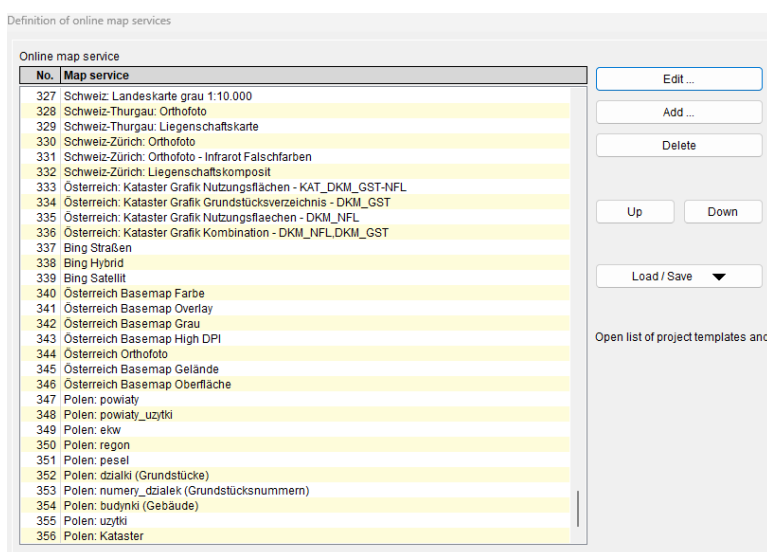 Definition of online map services
Online map service
No. Map service
327 Schweiz: Landeskarte grau 1:10.000
328 Schweiz-Thurgau: Orthofoto
329 Schweiz-Thurgau: Liegenschaftskarte
330 Schweiz-Zürich: Orthofoto
331 Schweiz-Zürich: Orthofoto - Infrarot Falschfarben
332 Schweiz-Zürich: Liegenschaftskomposit
333 Österreich: Kataster Grafik Nutzungsflächen - KAT_DKM_GST-NFL
334 Österreich: Kataster Grafik Grundstücksverzeichnis - DKM_GST
335 Österreich: Kataster Grafik Nutzungsflaechen - DKM_NFL
336 Österreich: Kataster Grafik Kombination - DKM_NFL,DKM_GST
337 Bing Straßen
338 Bing Hybrid
339 Bing Satellit
340 Österreich Basemap Farbe
341 Österreich Basemap Overlay
342 Österreich Basemap Grau
343 Österreich Basemap High DPI
344 Österreich Orthofoto
345 Österreich Basemap Gelände
346 Österreich Basemap Oberfläche
347 Polen: powiaty
348 Polen: powiaty_uzytki
349 Polen: ekw
350 Polen: regon
351 Polen: pesel
352 Polen: dzialki (Grundstücke)
353 Polen: numery_dzialek (Grundstücksnummern)
354 Polen: budynki (Gebäude)
355 Polen: uzytki
356 Polen: Kataster
Edit ...
Add ...
Delete
Up Down
Load / Save
Open list of project templates and